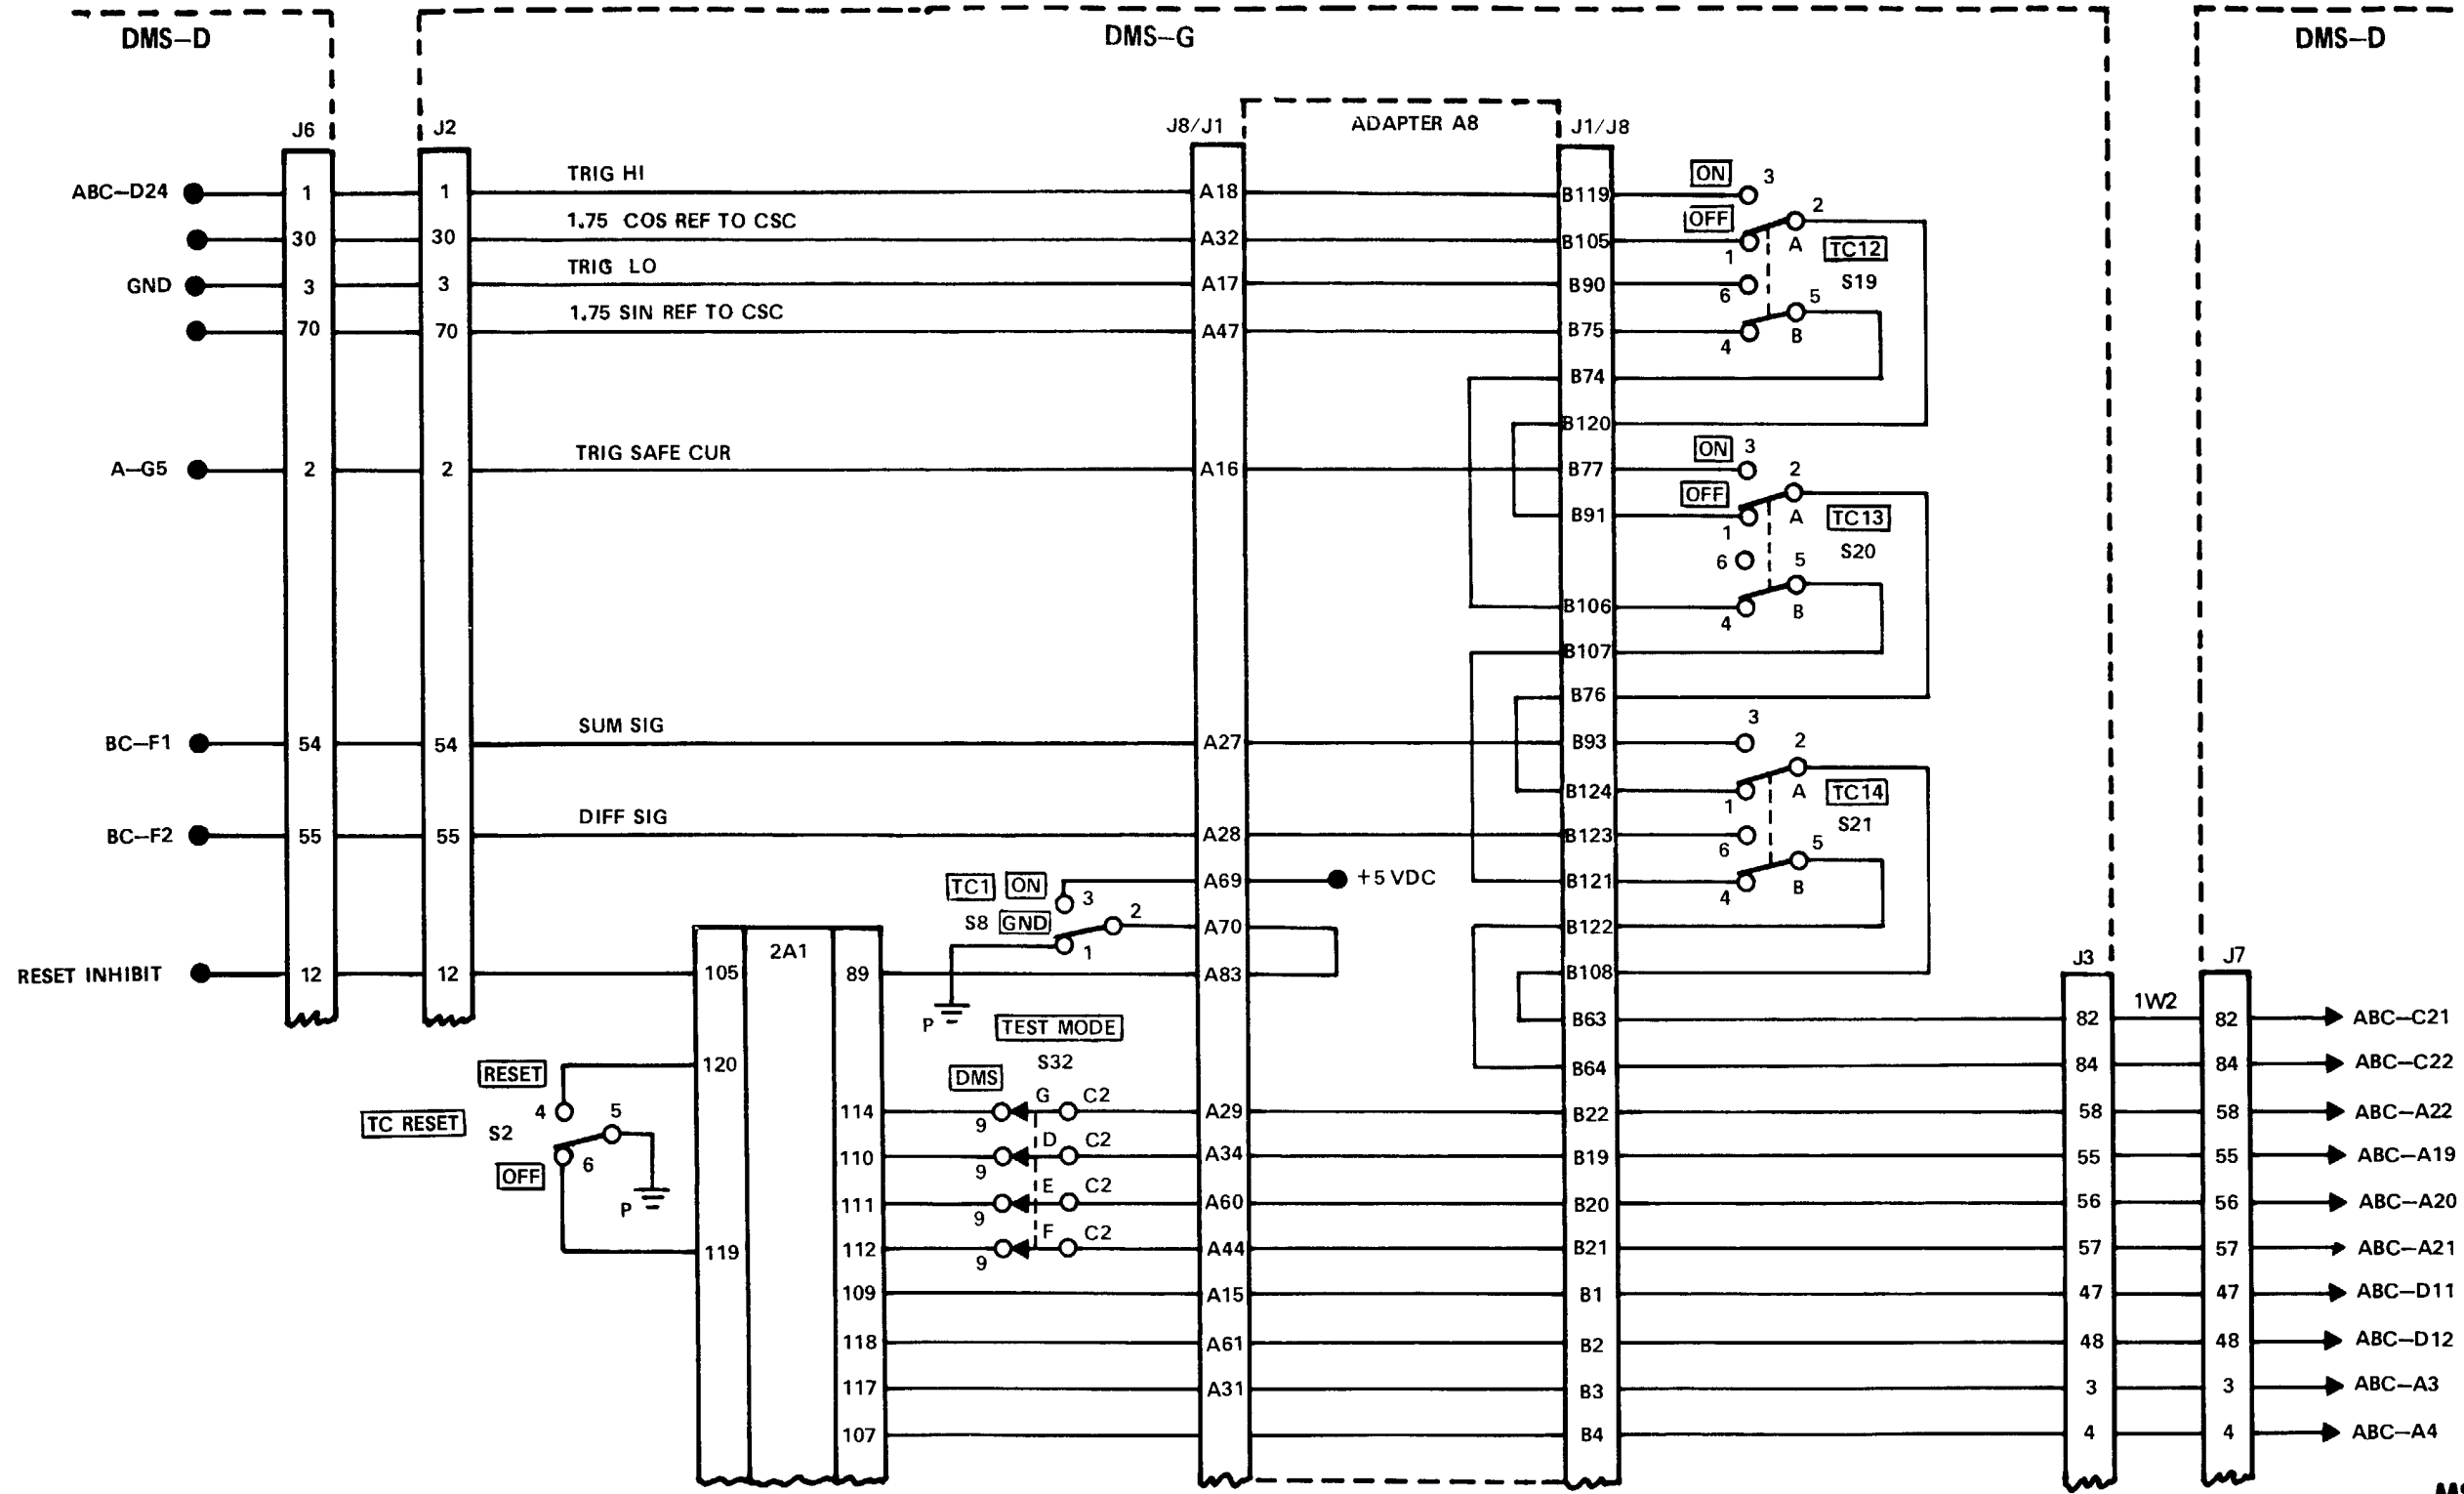 DMS–D
DMS–G
DMS–D
J6
J2
J8/J1
ADAPTER A8
J1/J8
ABC–D24
1
1
TRIG HI
A18
B119
ON
3
OFF
2
30
30
1.75 COS REF TO CSC
A32
B105
1
A
TC12
GND
3
3
TRIG LO
A17
B90
6
5
S19
70
70
1.75 SIN REF TO CSC
A47
B75
4
B
B74
B120
A–G5
2
2
TRIG SAFE CUR
A16
B77
ON
3
2
OFF
B91
1
A
TC13
6
5
S20
B106
4
B
B107
B76
BC–F1
54
54
SUM SIG
A27
B93
3
2
B124
1
A
TC14
BC–F2
55
55
DIFF SIG
A28
B123
6
5
S21
TC1
ON
3
A69
+5 VDC
B121
4
B
S8
GND
2
1
A70
B122
RESET INHIBIT
12
12
105
2A1
89
A83
B108
J3
J7
P
TEST MODE
S32
B63
82
1W2
82
ABC–C21
RESET
120
DMS
B64
84
84
ABC–C22
TC RESET
S2
4
5
114
9
G
C2
A29
B22
58
58
ABC–A22
OFF
6
110
9
D
C2
A34
B19
55
55
ABC–A19
P
111
9
E
C2
A60
B20
56
56
ABC–A20
119
112
9
F
C2
A44
B21
57
57
ABC–A21
109
A15
B1
47
47
ABC–D11
118
A61
B2
48
48
ABC–D12
117
A31
B3
3
3
ABC–A3
107
B4
4
4
ABC–A4